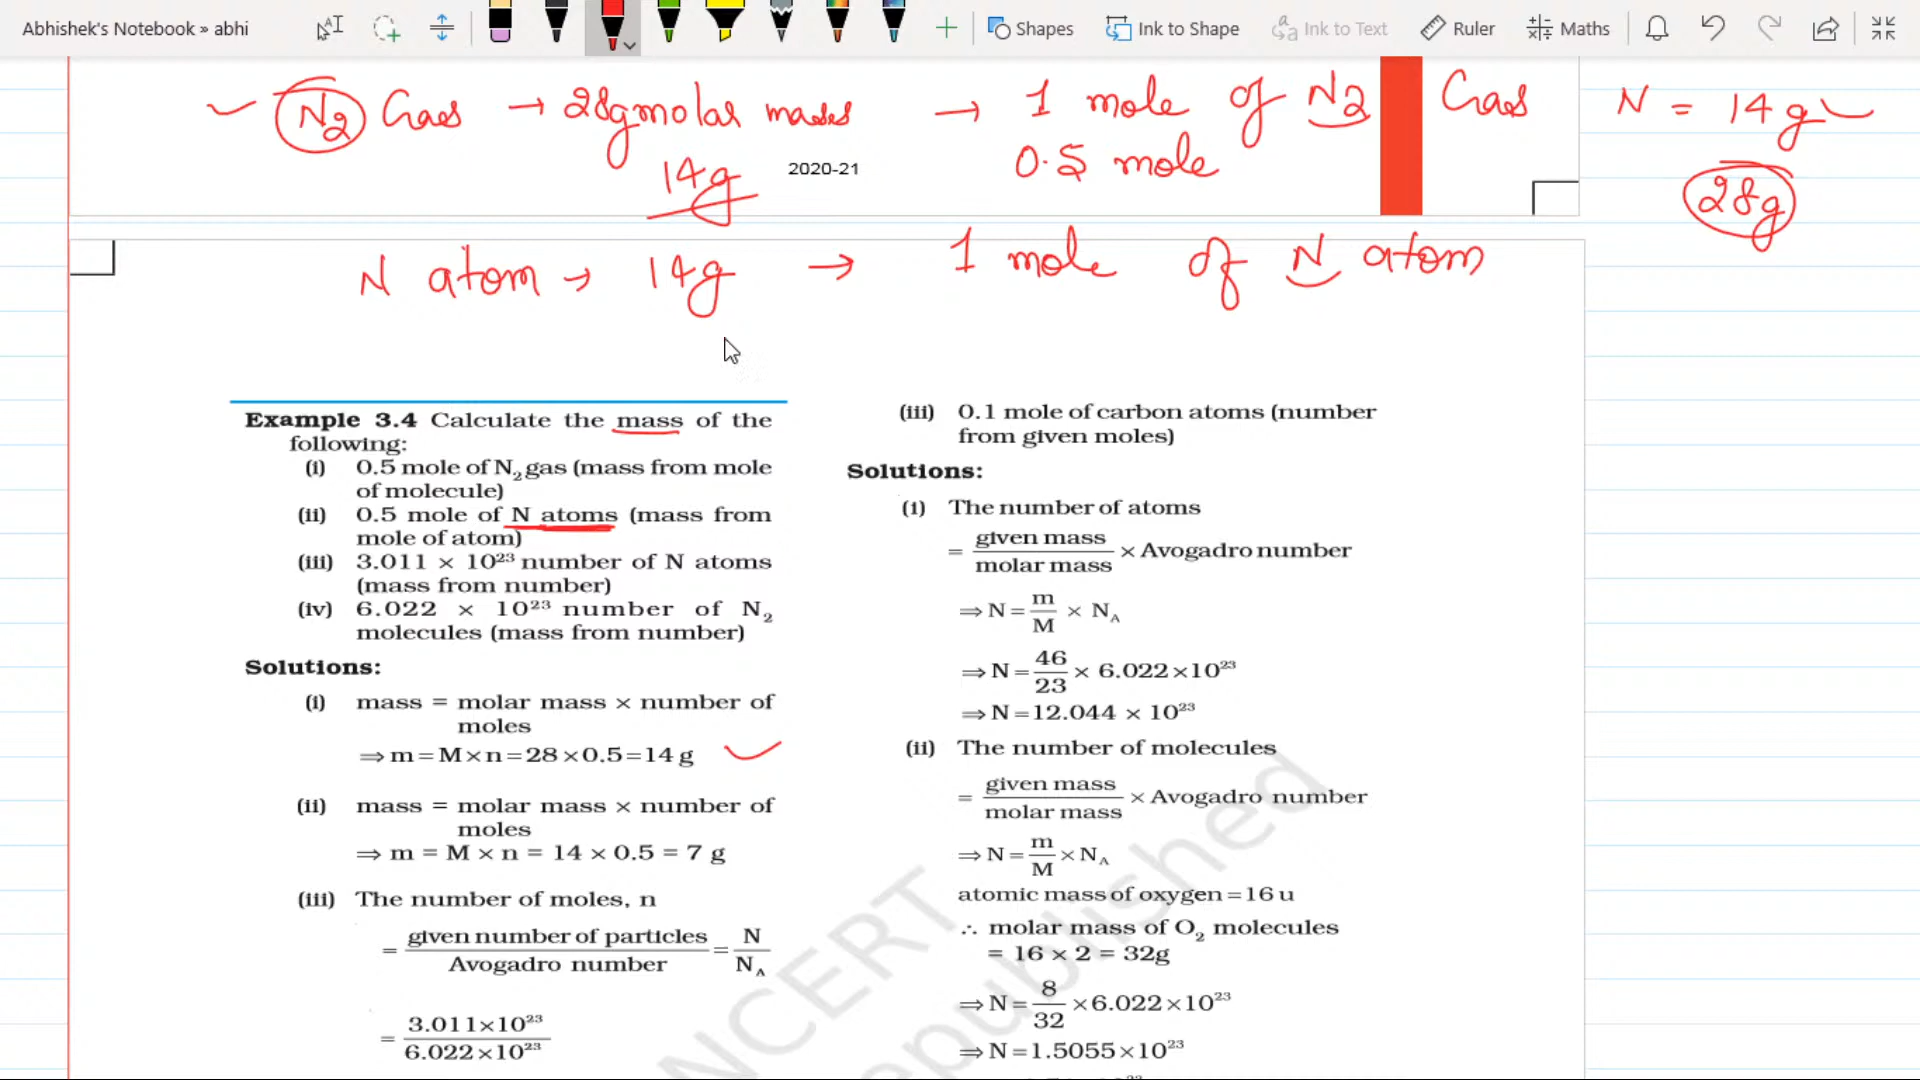 Abhishek's Notebook » abhi
Shapes
Ink to Shape
Ink to Text
Ruler
Maths
N2 Gas → 28g molar mass → 1 mole of N2 Gas
N = 14g
14g
2020-21
0.5 mole
28g
N atom → 14g → 1 mole of N atom
Example 3.4 Calculate the mass of the
following:
(i) 0.5 mole of N₂ gas (mass from mole
of molecule)
(ii) 0.5 mole of N atoms (mass from
mole of atom)
(iii) 3.011 × 10²³ number of N atoms
(mass from number)
(iv) 6.022 × 10²³ number of N₂
molecules (mass from number)
Solutions:
(i) mass = molar mass × number of
moles
⇒ m = M × n = 28 × 0.5 = 14 g
(ii) mass = molar mass × number of
moles
⇒ m = M × n = 14 × 0.5 = 7 g
(iii) The number of moles, n
= given number of particles / Avogadro number = N / N_A
= 3.011×10²³ / 6.022×10²³
(iii) 0.1 mole of carbon atoms (number
from given moles)
Solutions:
(i) The number of atoms
= given mass / molar mass × Avogadro number
⇒ N = m / M × N_A
⇒ N = 46 / 23 × 6.022×10²³
⇒ N = 12.044 × 10²³
(ii) The number of molecules
= given mass / molar mass × Avogadro number
⇒ N = m / M × N_A
atomic mass of oxygen = 16 u
∴ molar mass of O₂ molecules
= 16 × 2 = 32g
⇒ N = 8 / 32 × 6.022×10²³
⇒ N = 1.5055×10²³
NCERT
republished